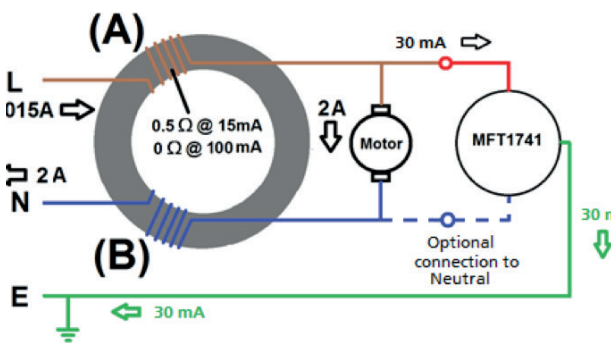 (A)
30 mA
L
015A
0.5 Ω @ 15mA
0 Ω @ 100 mA
2A
Motor
MFT1741
2 A
N
(B)
Optional
connection to
Neutral
30 m
E
30 mA